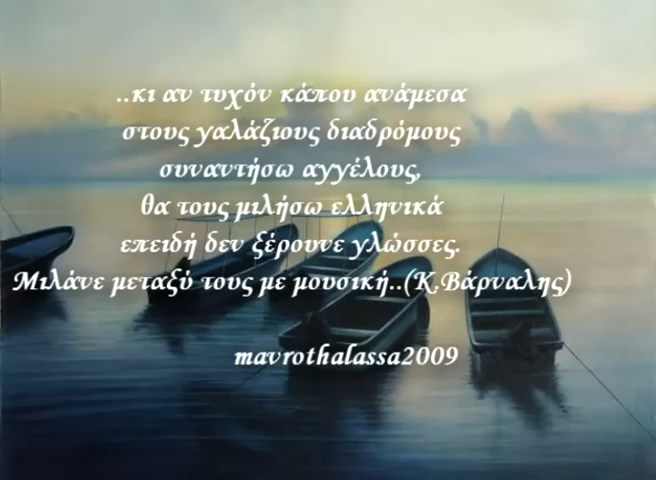 ..κι αν τυχόν κάπου ανάμεσα
στους γαλάζιους διαδρόμους
συναντήσω αγγέλους,
θα τους μιλήσω ελληνικά
επειδή δεν ξέρουνε γλώσσες.
Μιλάνε μεταξύ τους με μουσική..(Κ.Βάρναλης)
mavrothalassa2009